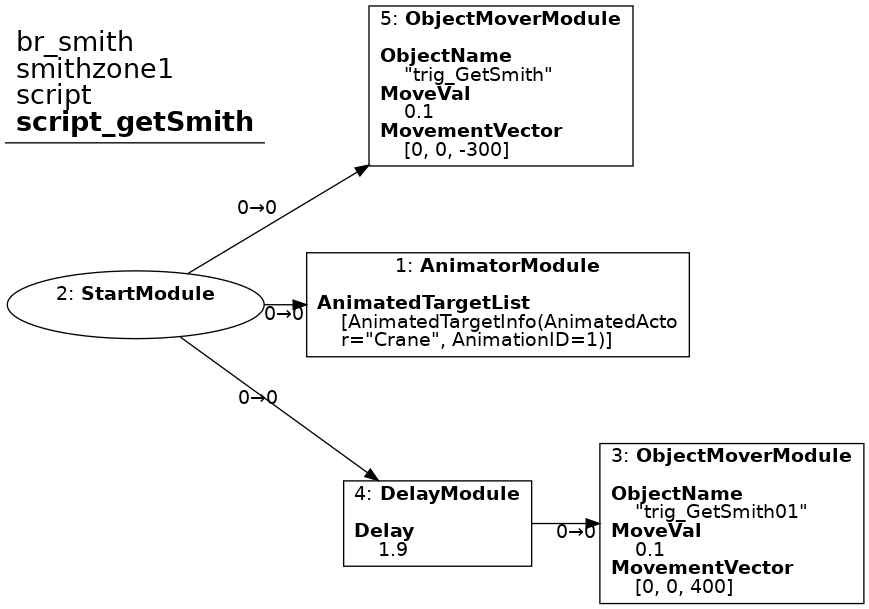 br_smith
smithzone1
script
script_getSmith
5: ObjectMoverModule
ObjectName
"trig_GetSmith"
MoveVal
0.1
MovementVector
[0, 0, -300]
0→0
1: AnimatorModule
AnimatedTargetList
[AnimatedTargetInfo(AnimatedActo
r="Crane", AnimationID=1)]
2: StartModule
0→0
0→0
4: DelayModule
Delay
1.9
0→0
3: ObjectMoverModule
ObjectName
"trig_GetSmith01"
MoveVal
0.1
MovementVector
[0, 0, 400]